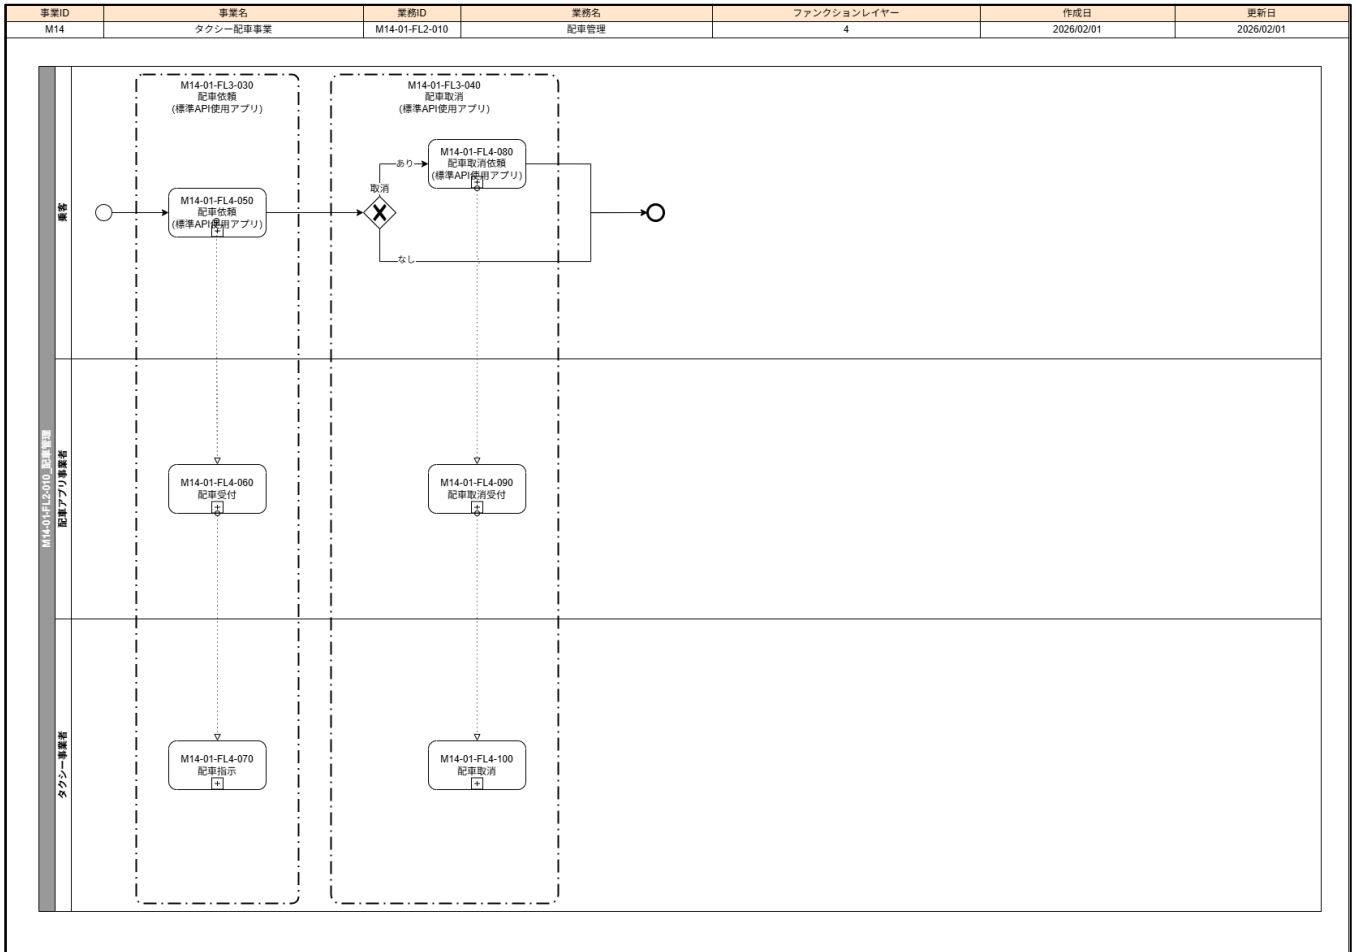 事業ID 事業名 業務ID 業務名 ファンクションレイヤー 作成日 更新日
M14 タクシー配車事業 M14-01-FL2-010 配車管理 4 2026/02/01 2026/02/01
M14-01-FL2-010_配車管理
乗客
M14-01-FL3-030
配車依頼
(標準API使用アプリ)
M14-01-FL3-040
配車取消
(標準API使用アプリ)
M14-01-FL4-050
配車依頼
(標準API使用アプリ)
取消
あり
なし
M14-01-FL4-080
配車取消依頼
(標準API使用アプリ)
配車アプリ事業者
M14-01-FL4-060
配車受付
M14-01-FL4-090
配車取消受付
タクシー事業者
M14-01-FL4-070
配車指示
M14-01-FL4-100
配車取消